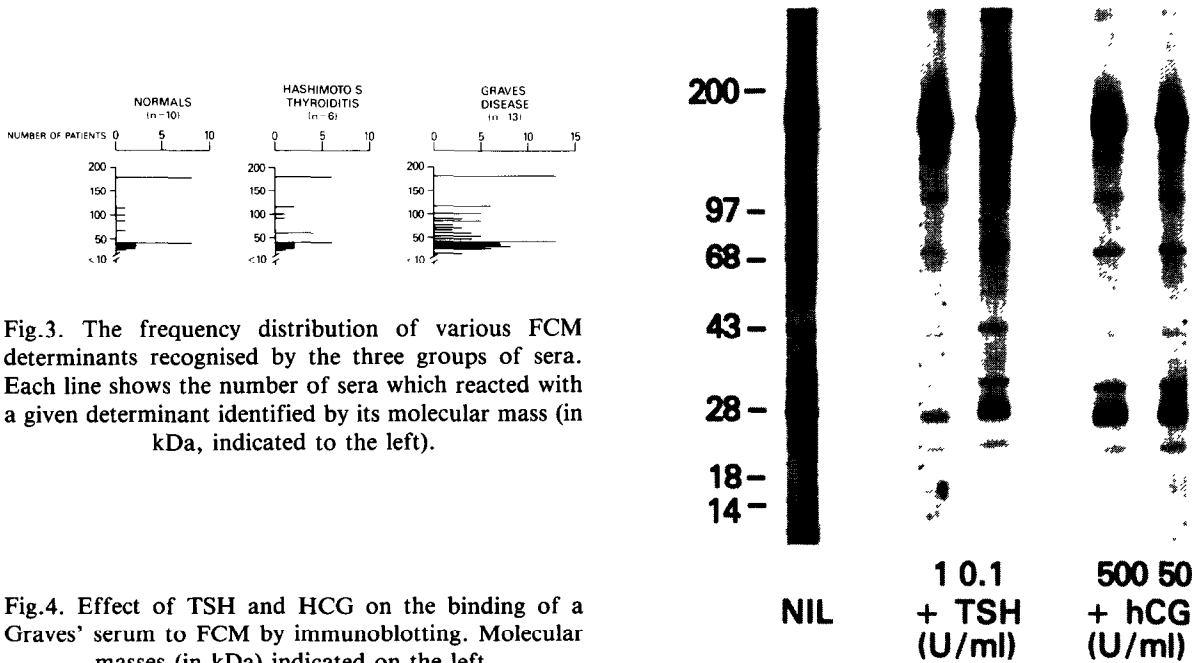 NORMALS
(n-10)
NUMBER OF PATIENTS 0 5 10
200
150
100
50
<10
HASHIMOTO S
THYROIDITIS
(n-6)
0 5 10
200
150
100
50
<10
GRAVES
DISEASE
(n 13)
0 5 10 15
200
150
100
50
<10
Fig.3. The frequency distribution of various FCM
determinants recognised by the three groups of sera.
Each line shows the number of sera which reacted with
a given determinant identified by its molecular mass (in
kDa, indicated to the left).
Fig.4. Effect of TSH and HCG on the binding of a
Graves' serum to FCM by immunoblotting. Molecular
masses (in kDa) indicated on the left.
200
97
68
43
28
18
14
NIL
1 0.1
+ TSH
(U/ml)
500 50
+ hCG
(U/ml)